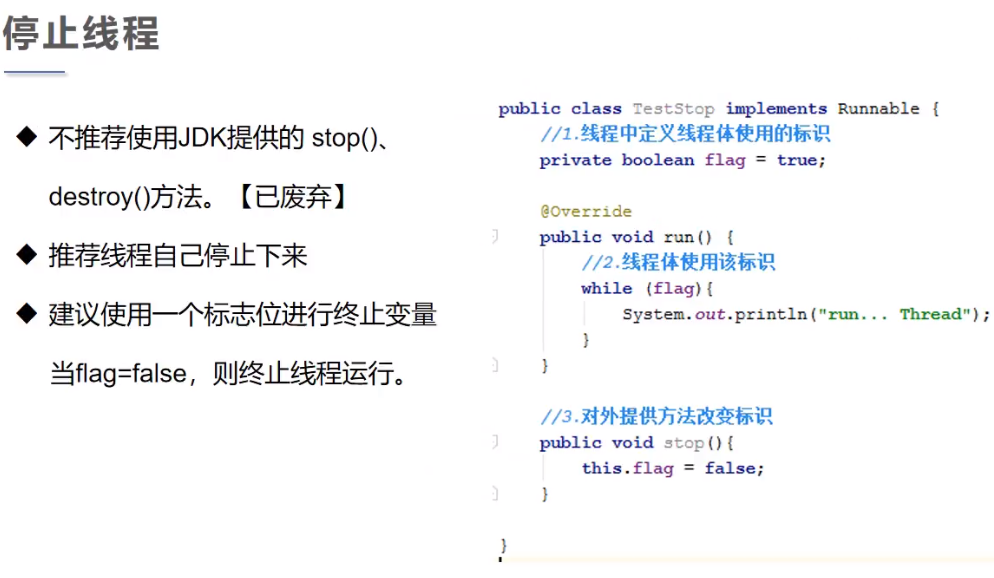 停止线程
◆ 不推荐使用JDK提供的 stop()、
destroy()方法。【已废弃】
◆ 推荐线程自己停止下来
◆ 建议使用一个标志位进行终止变量
当flag=false，则终止线程运行。
public class TestStop implements Runnable {
//1.线程中定义线程体使用的标识
private boolean flag = true;
@Override
public void run() {
//2.线程体使用该标识
while (flag){
System.out.println("run... Thread");
}
}
//3.对外提供方法改变标识
public void stop(){
this.flag = false;
}
}